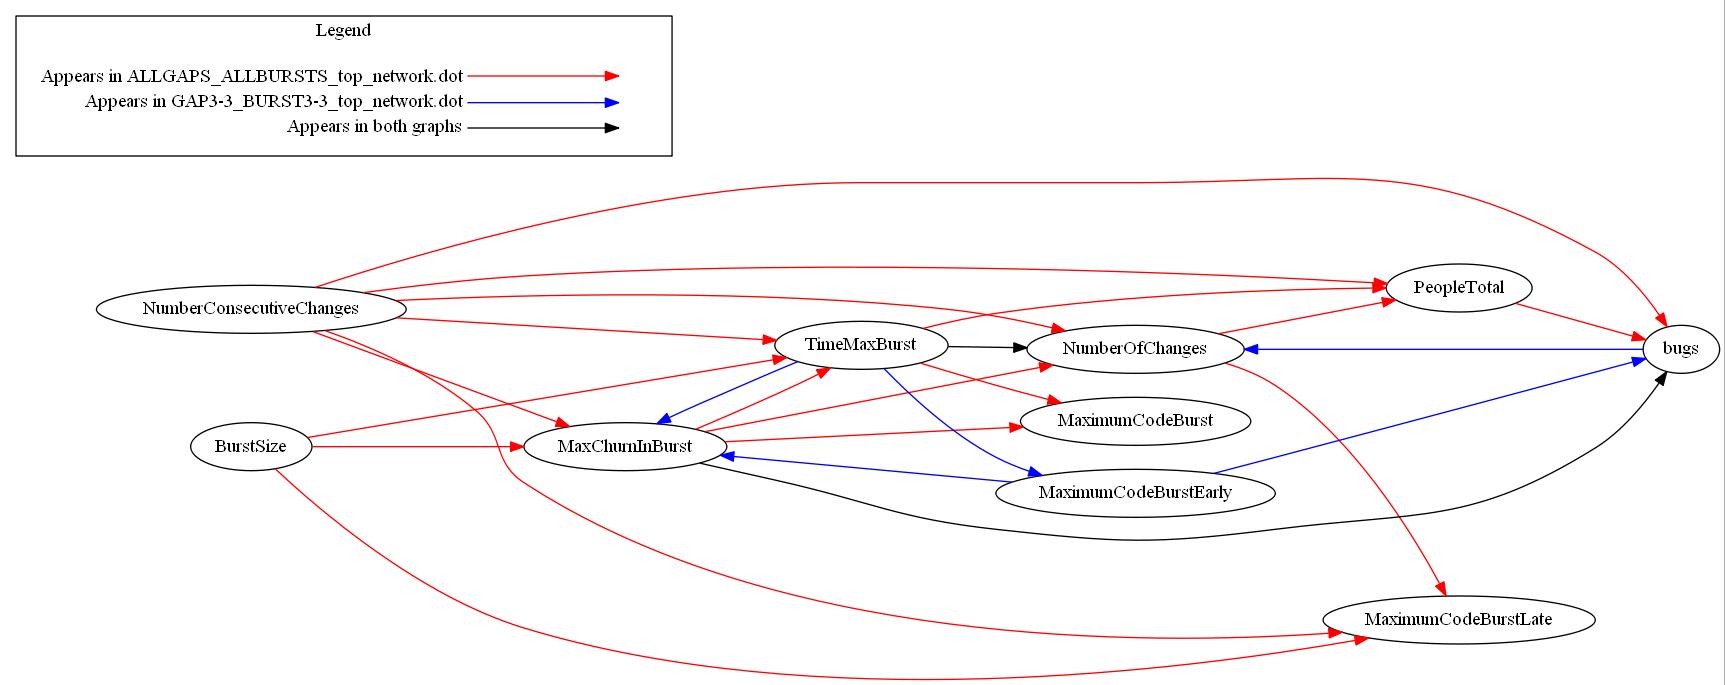 Legend
Appears in ALLGAPS_ALLBURSTS_top_network.dot
Appears in GAP3-3_BURST3-3_top_network.dot
Appears in both graphs
NumberConsecutiveChanges
PeopleTotal
TimeMaxBurst
NumberOfChanges
bugs
MaximumCodeBurst
BurstSize
MaxChurnInBurst
MaximumCodeBurstEarly
MaximumCodeBurstLate